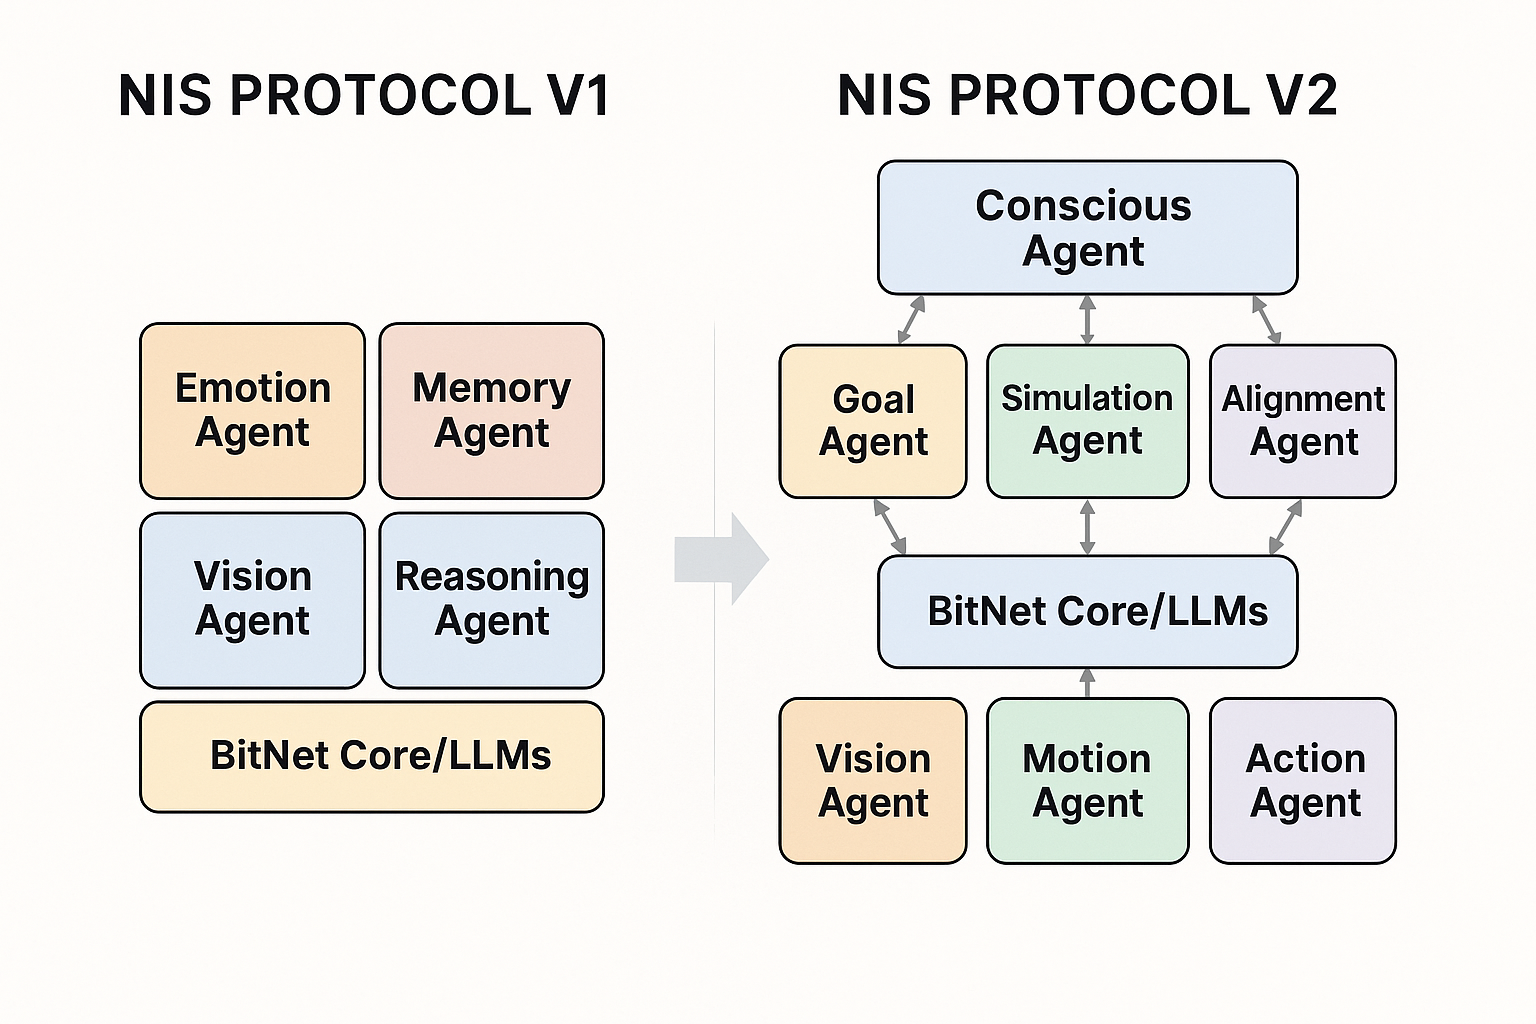 NIS PROTOCOL V1
Emotion
Agent
Memory
Agent
Vision
Agent
Reasoning
Agent
BitNet Core/LLMs
NIS PROTOCOL V2
Conscious
Agent
Goal
Agent
Simulation
Agent
Alignment
Agent
BitNet Core/LLMs
Vision
Agent
Motion
Agent
Action
Agent